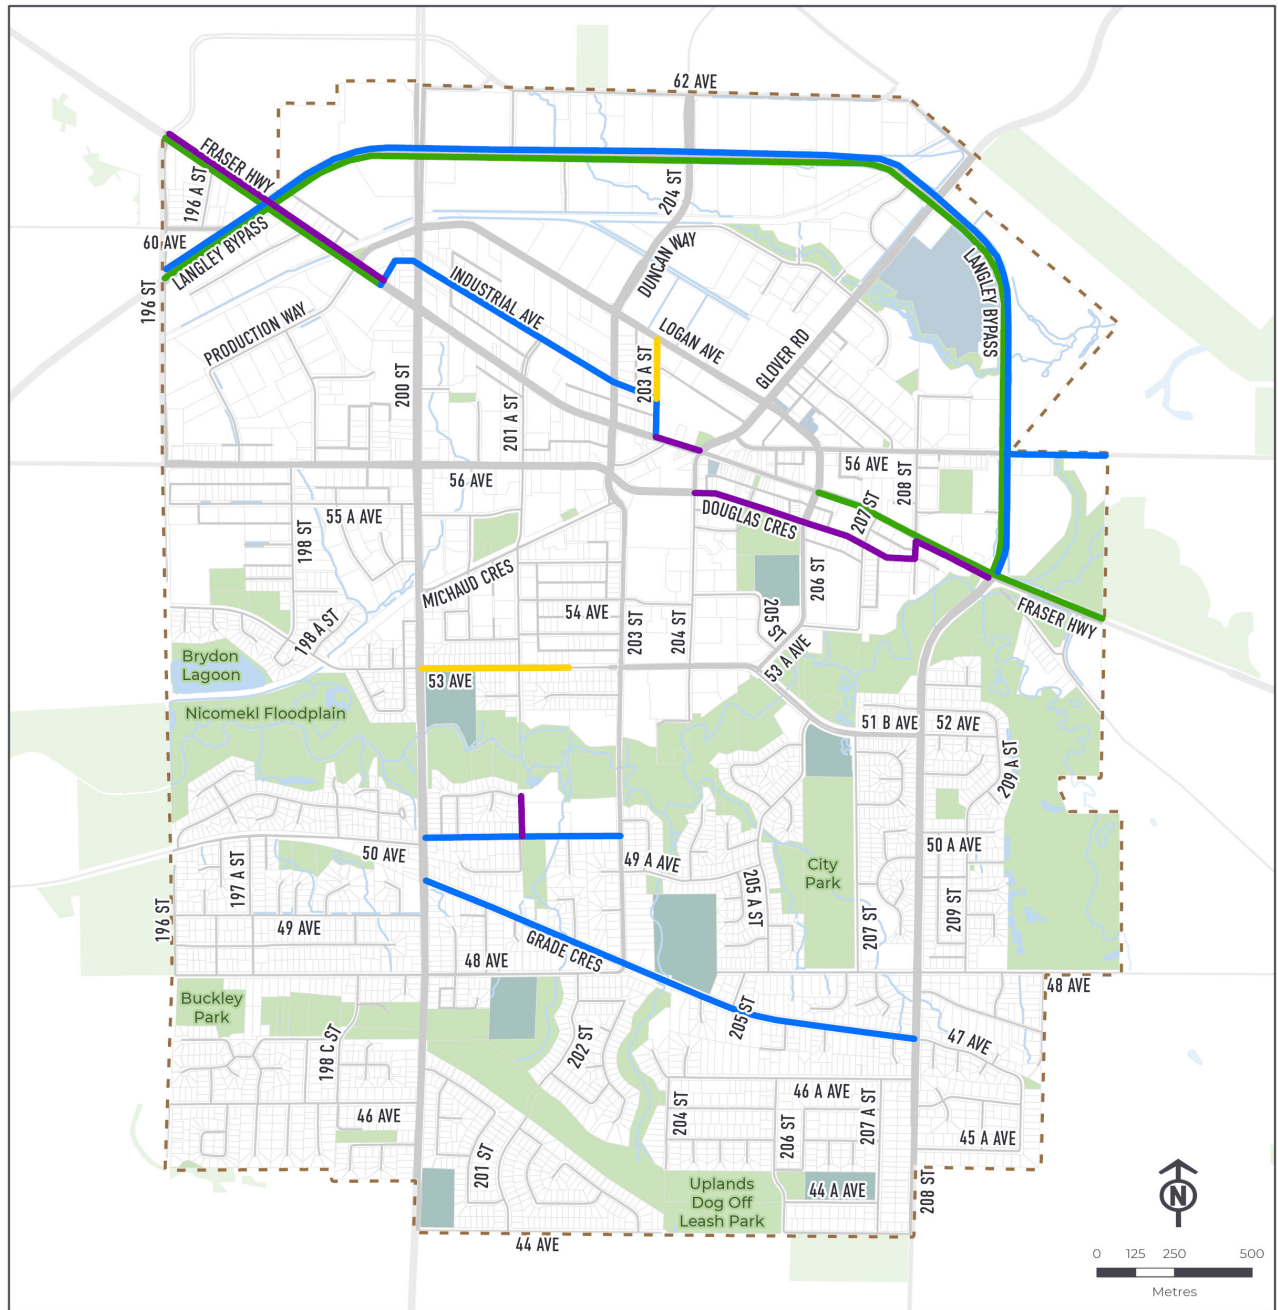 62 AVE
FRASER HWY
196 A ST
204 ST
60 AVE
LANGLEY BYPASS
DUNCAN WAY
LANGLEY BYPASS
196 ST
INDUSTRIAL AVE
PRODUCTION WAY
LOGAN AVE
GLOVER RD
203 A ST
200 ST
201 A ST
56 AVE
56 AVE
208 ST
55 A AVE
198 ST
DOUGLAS CRES
207 ST
MICHAUD CRES
206 ST
54 AVE
205 ST
FRASER HWY
198 A ST
203 ST
204 ST
53 A AVE
Brydon
Lagoon
53 AVE
Nicomekl Floodplain
51 B AVE
52 AVE
209 A ST
50 AVE
49 A AVE
50 A AVE
197 A ST
City
Park
205 A ST
196 ST
49 AVE
207 ST
209 ST
GRADE CRES
48 AVE
48 AVE
Buckley
Park
205 ST
198 C ST
202 ST
47 AVE
46 A AVE
46 AVE
204 ST
206 ST
207 A ST
45 A AVE
201 ST
Uplands
Dog Off
Leash Park
44 A AVE
208 ST
44 AVE
N
0 125 250 500
Metres